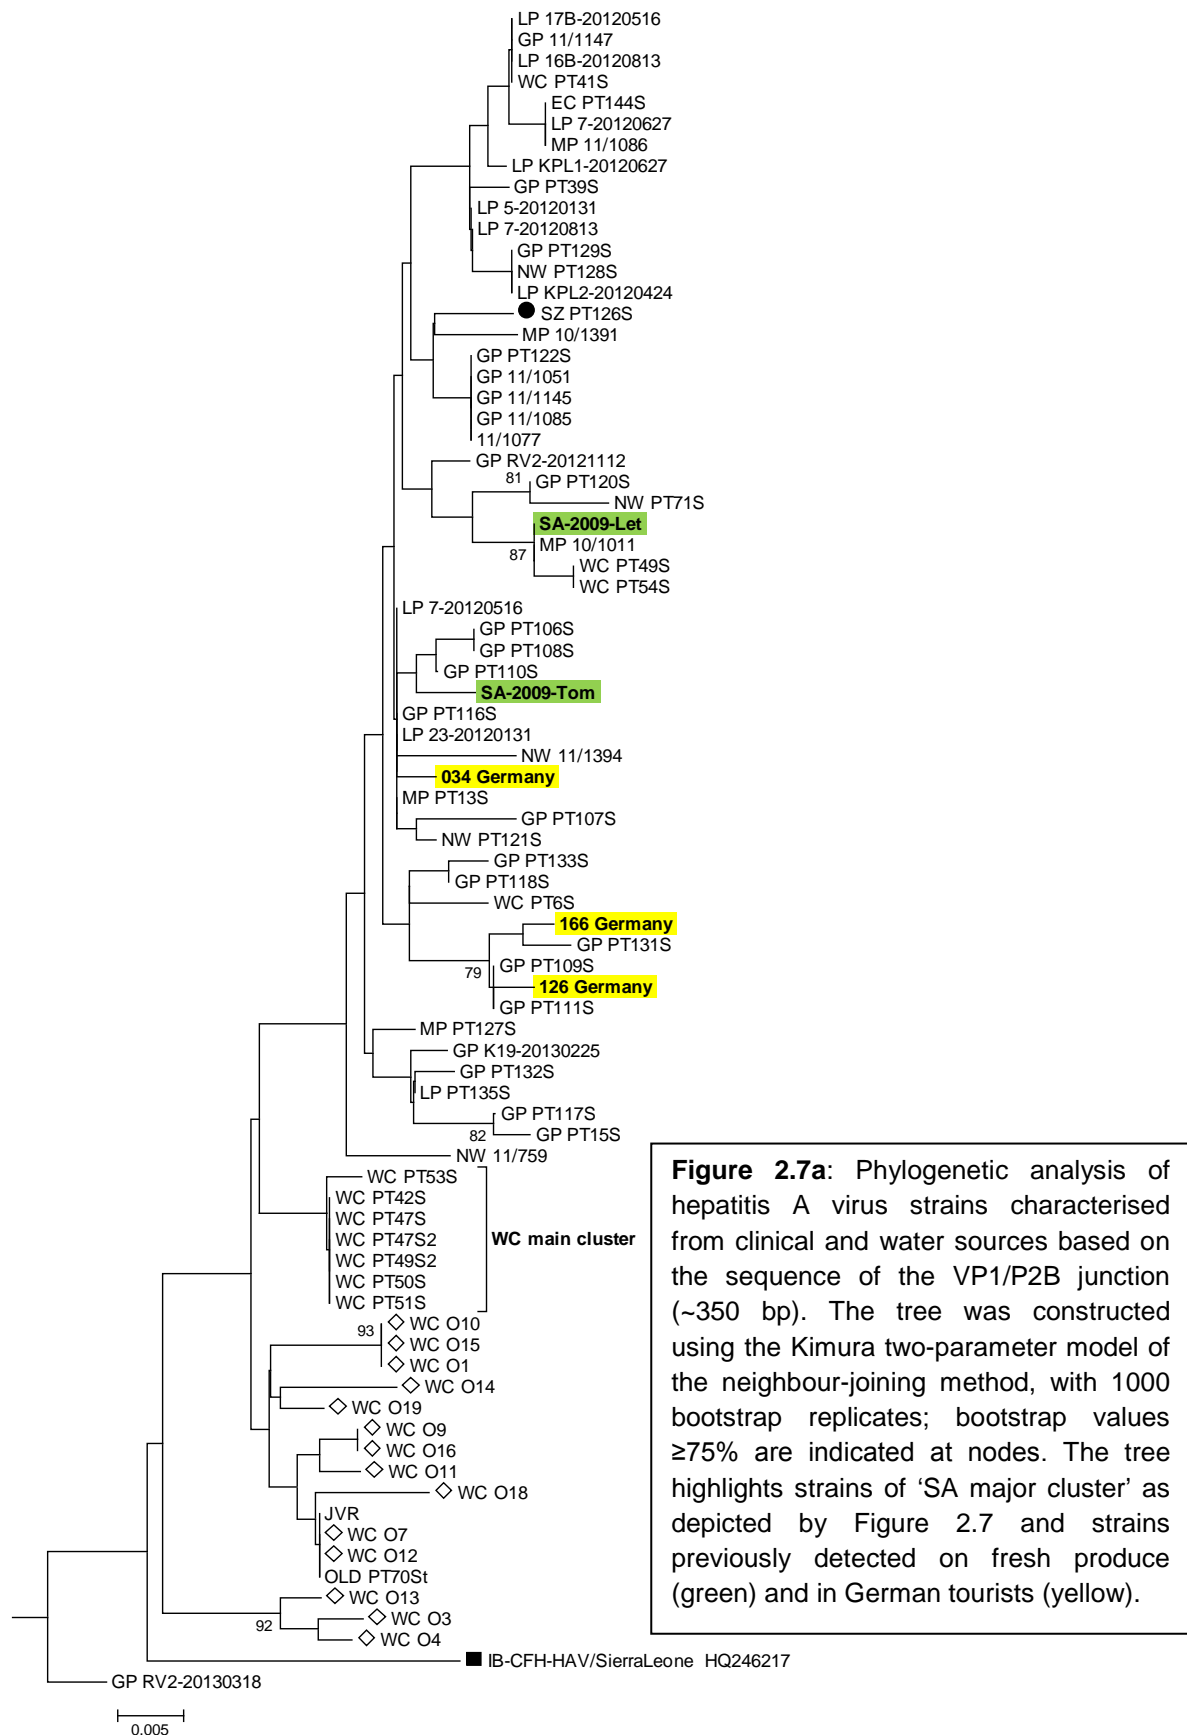 LP 17B-20120516
GP 11/1147
LP 16B-20120813
WC PT41S
EC PT144S
LP 7-20120627
MP 11/1086
LP KPL1-20120627
GP PT39S
LP 5-20120131
LP 7-20120813
GP PT129S
NW PT128S
LP KPL2-20120424
SZ PT126S
MP 10/1391
GP PT122S
GP 11/1051
GP 11/1145
GP 11/1085
11/1077
GP RV2-20121112
81
GP PT120S
NW PT71S
SA-2009-Let
MP 10/1011
87
WC PT49S
WC PT54S
LP 7-20120516
GP PT106S
GP PT108S
GP PT110S
SA-2009-Tom
GP PT116S
LP 23-20120131
NW 11/1394
034 Germany
MP PT13S
GP PT107S
NW PT121S
GP PT133S
GP PT118S
WC PT6S
166 Germany
GP PT131S
79
GP PT109S
126 Germany
GP PT111S
MP PT127S
GP K19-20130225
GP PT132S
LP PT135S
GP PT117S
82
GP PT15S
NW 11/759
WC PT53S
WC PT42S
WC PT47S
WC PT47S2
WC PT49S2
WC PT50S
WC PT51S
WC main cluster
93
WC O10
WC O15
WC O1
WC O14
WC O19
WC O9
WC O16
WC O11
WC O18
JVR
WC O7
WC O12
OLD PT70St
WC O13
92
WC O3
WC O4
IB-CFH-HAV/SierraLeone HQ246217
GP RV2-20130318
0.005
Figure 2.7a: Phylogenetic analysis of
hepatitis A virus strains characterised
from clinical and water sources based on
the sequence of the VP1/P2B junction
(~350 bp). The tree was constructed
using the Kimura two-parameter model of
the neighbour-joining method, with 1000
bootstrap replicates; bootstrap values
≥75% are indicated at nodes. The tree
highlights strains of ‘SA major cluster’ as
depicted by Figure 2.7 and strains
previously detected on fresh produce
(green) and in German tourists (yellow).